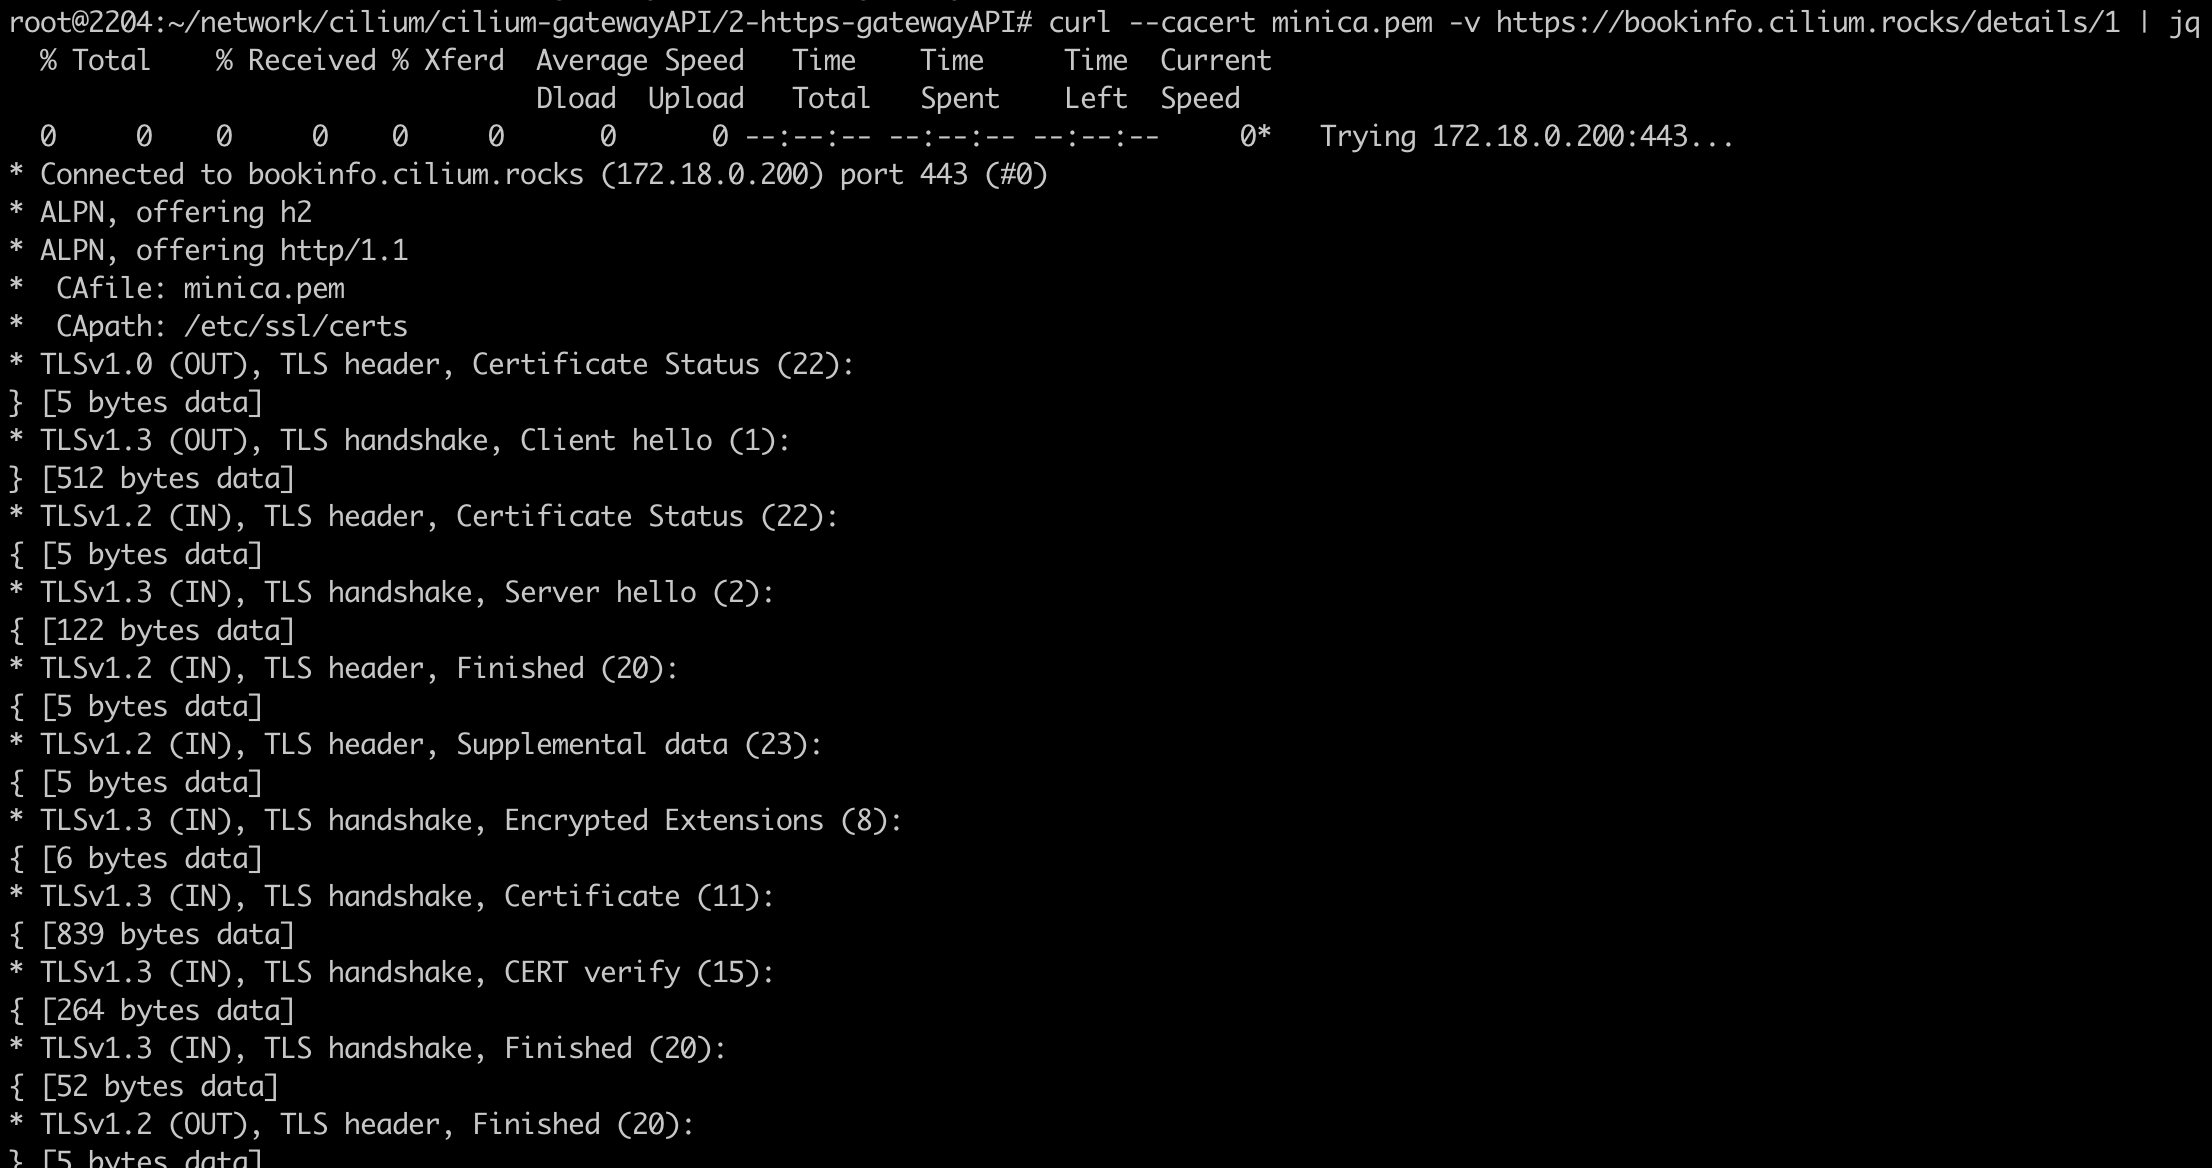 root@2204:~/network/cilium/cilium-gatewayAPI/2-https-gatewayAPI# curl --cacert minica.pem -v https://bookinfo.cilium.rocks/details/1 | jq
  % Total    % Received % Xferd  Average Speed   Time    Time     Time  Current
                                 Dload  Upload   Total   Spent    Left  Speed
  0     0    0     0    0     0      0      0 --:--:-- --:--:-- --:--:--     0*   Trying 172.18.0.200:443...
* Connected to bookinfo.cilium.rocks (172.18.0.200) port 443 (#0)
* ALPN, offering h2
* ALPN, offering http/1.1
*  CAfile: minica.pem
*  CApath: /etc/ssl/certs
* TLSv1.0 (OUT), TLS header, Certificate Status (22):
} [5 bytes data]
* TLSv1.3 (OUT), TLS handshake, Client hello (1):
} [512 bytes data]
* TLSv1.2 (IN), TLS header, Certificate Status (22):
{ [5 bytes data]
* TLSv1.3 (IN), TLS handshake, Server hello (2):
{ [122 bytes data]
* TLSv1.2 (IN), TLS header, Finished (20):
{ [5 bytes data]
* TLSv1.2 (IN), TLS header, Supplemental data (23):
{ [5 bytes data]
* TLSv1.3 (IN), TLS handshake, Encrypted Extensions (8):
{ [6 bytes data]
* TLSv1.3 (IN), TLS handshake, Certificate (11):
{ [839 bytes data]
* TLSv1.3 (IN), TLS handshake, CERT verify (15):
{ [264 bytes data]
* TLSv1.3 (IN), TLS handshake, Finished (20):
{ [52 bytes data]
* TLSv1.2 (OUT), TLS header, Finished (20):
} [5 bytes data]